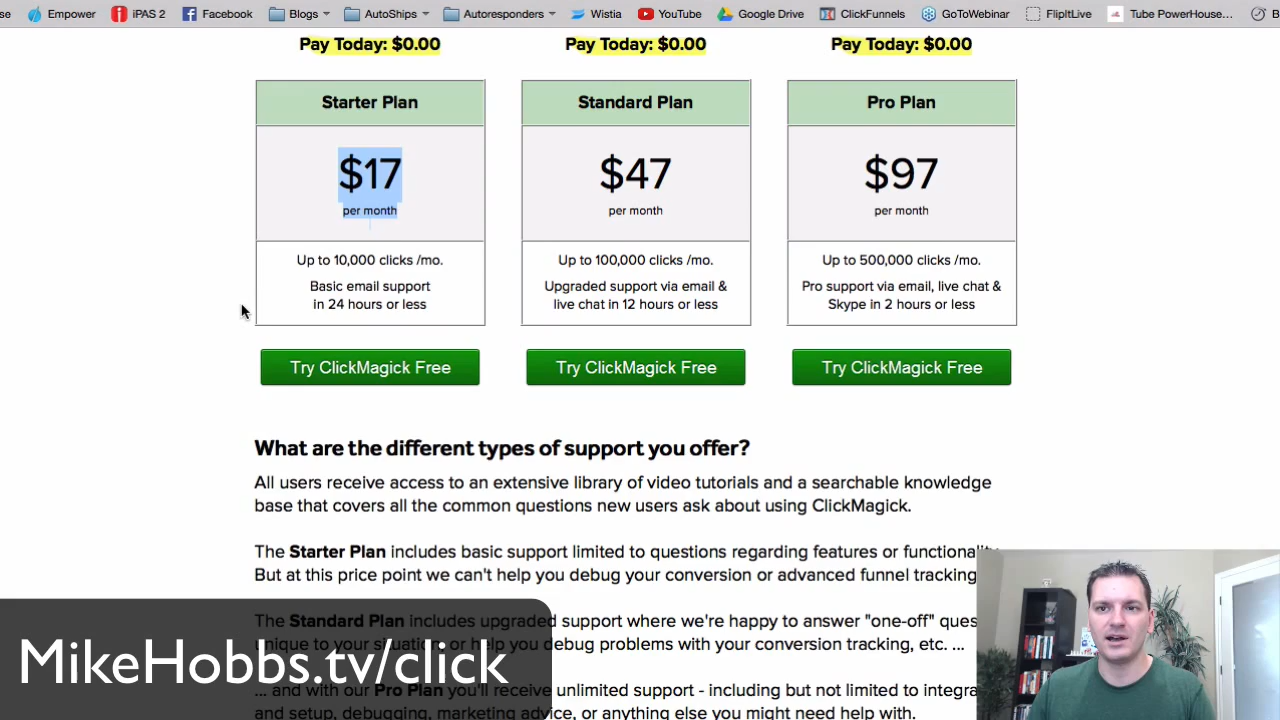 se Empower iPAS 2 Facebook Blogs AutoShips Autoresponders Wistia YouTube Google Drive ClickFunnels GoToWebinar FlipItLive Tube PowerHouse...
Pay Today: $0.00 Pay Today: $0.00 Pay Today: $0.00
Starter Plan Standard Plan Pro Plan
$17 $47 $97
per month per month per month
Up to 10,000 clicks /mo. Up to 100,000 clicks /mo. Up to 500,000 clicks /mo.
Basic email support Upgraded support via email & Pro support via email, live chat &
in 24 hours or less live chat in 12 hours or less Skype in 2 hours or less
Try ClickMagick Free Try ClickMagick Free Try ClickMagick Free
What are the different types of support you offer?
All users receive access to an extensive library of video tutorials and a searchable knowledge
base that covers all the common questions new users ask about using ClickMagick.
The Starter Plan includes basic support limited to questions regarding features or functionality.
But at this price point we can't help you debug your conversion or advanced funnel tracking
The Standard Plan includes upgraded support where we're happy to answer "one-off" ques
unique to your situation, or help you debug problems with your conversion tracking, etc. ...
... and with our Pro Plan you'll receive unlimited support - including but not limited to integra
and setup, debugging, marketing advice, or anything else you might need help with.
MikeHobbs.tv/click